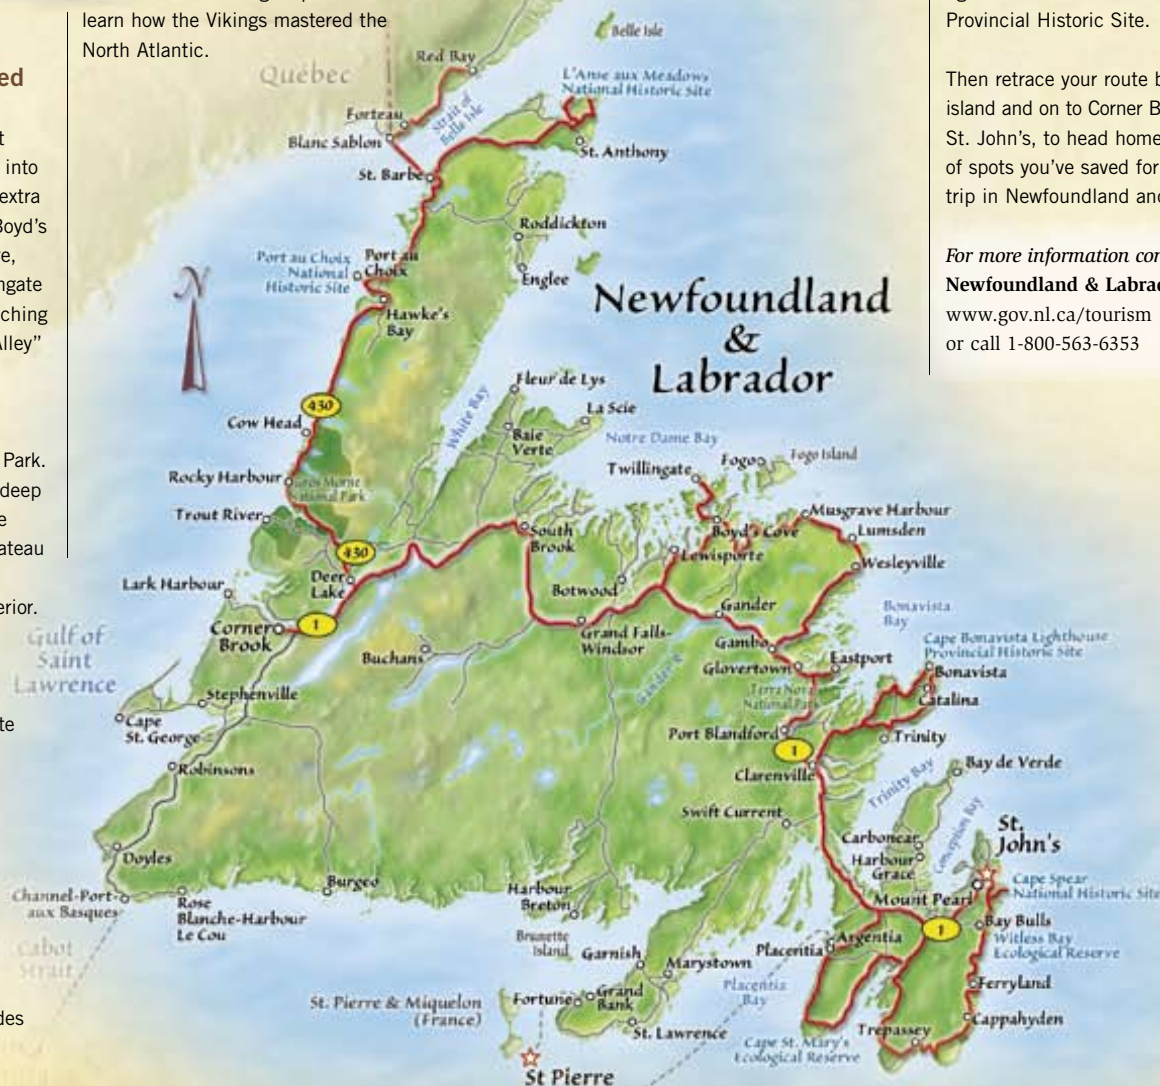 learn how the Vikings mastered the
North Atlantic.
ed
t
into
extra
Boyd's
e,
ngate
ching
Alley"
Park.
deep
e
ateau
erior.
te
des
Provincial Historic Site.
Then retrace your route b
island and on to Corner B
St. John's, to head home
of spots you've saved for
trip in Newfoundland and
For more information con
Newfoundland & Labrad
www.gov.nl.ca/tourism
or call 1-800-563-6353
Newfoundland
&
Labrador
N
Belle Isle
Red Bay
Québec
L'Anse aux Meadows
National Historic Site
Forteau
Strait of
Belle Isle
Blanc Sablon
St. Anthony
St. Barbe
Roddickton
Port au Choix
National
Historic Site
Port au
Choix
Englee
Hawke's
Bay
Fleur de Lys
430
La Scie
Cow Head
White Bay
Baie
Verte
Notre Dame Bay
Twillingate
Fogo
Fogo Island
Rocky Harbour
Gros Morne
National Park
Trout River
Musgrave Harbour
South
Brook
Boyd's Cove
Lumsden
430
Lewisporte
Wesleyville
Deer
Lake
Lark Harbour
Botwood
Gander
Corner
Brook
1
Grand Falls-
Windsor
Bonavista
Bay
Gulf of
Saint
Lawrence
Buchans
Gambo
Glovertown
Eastport
Cape Bonavista Lighthouse
Provincial Historic Site
Bonavista
Catalina
Gander R
Terra Nova
National Park
Stephenville
Cape
St. George
Port Blandford
1
Trinity
Robinsons
Clarenville
Trinity Bay
Bay de Verde
Swift Current
Conception Bay
Carbonear
Harbour
Grace
St.
John's
Doyles
Channel-Port-
aux Basques
Rose
Blanche-Harbour
Le Cou
Burgeo
Harbour
Breton
Mount Pearl
Cape Spear
National Historic Site
1
Bay Bulls
Witless Bay
Ecological Reserve
Cabot
Strait
Brunette
Island
Garnish
Marystown
Placentia
Argentia
Placentia
Bay
Ferryland
St. Pierre & Miquelon
(France)
Fortune
Grand
Bank
St. Lawrence
Cappahyden
Trepassey
Cape St. Mary's
Ecological Reserve
St Pierre